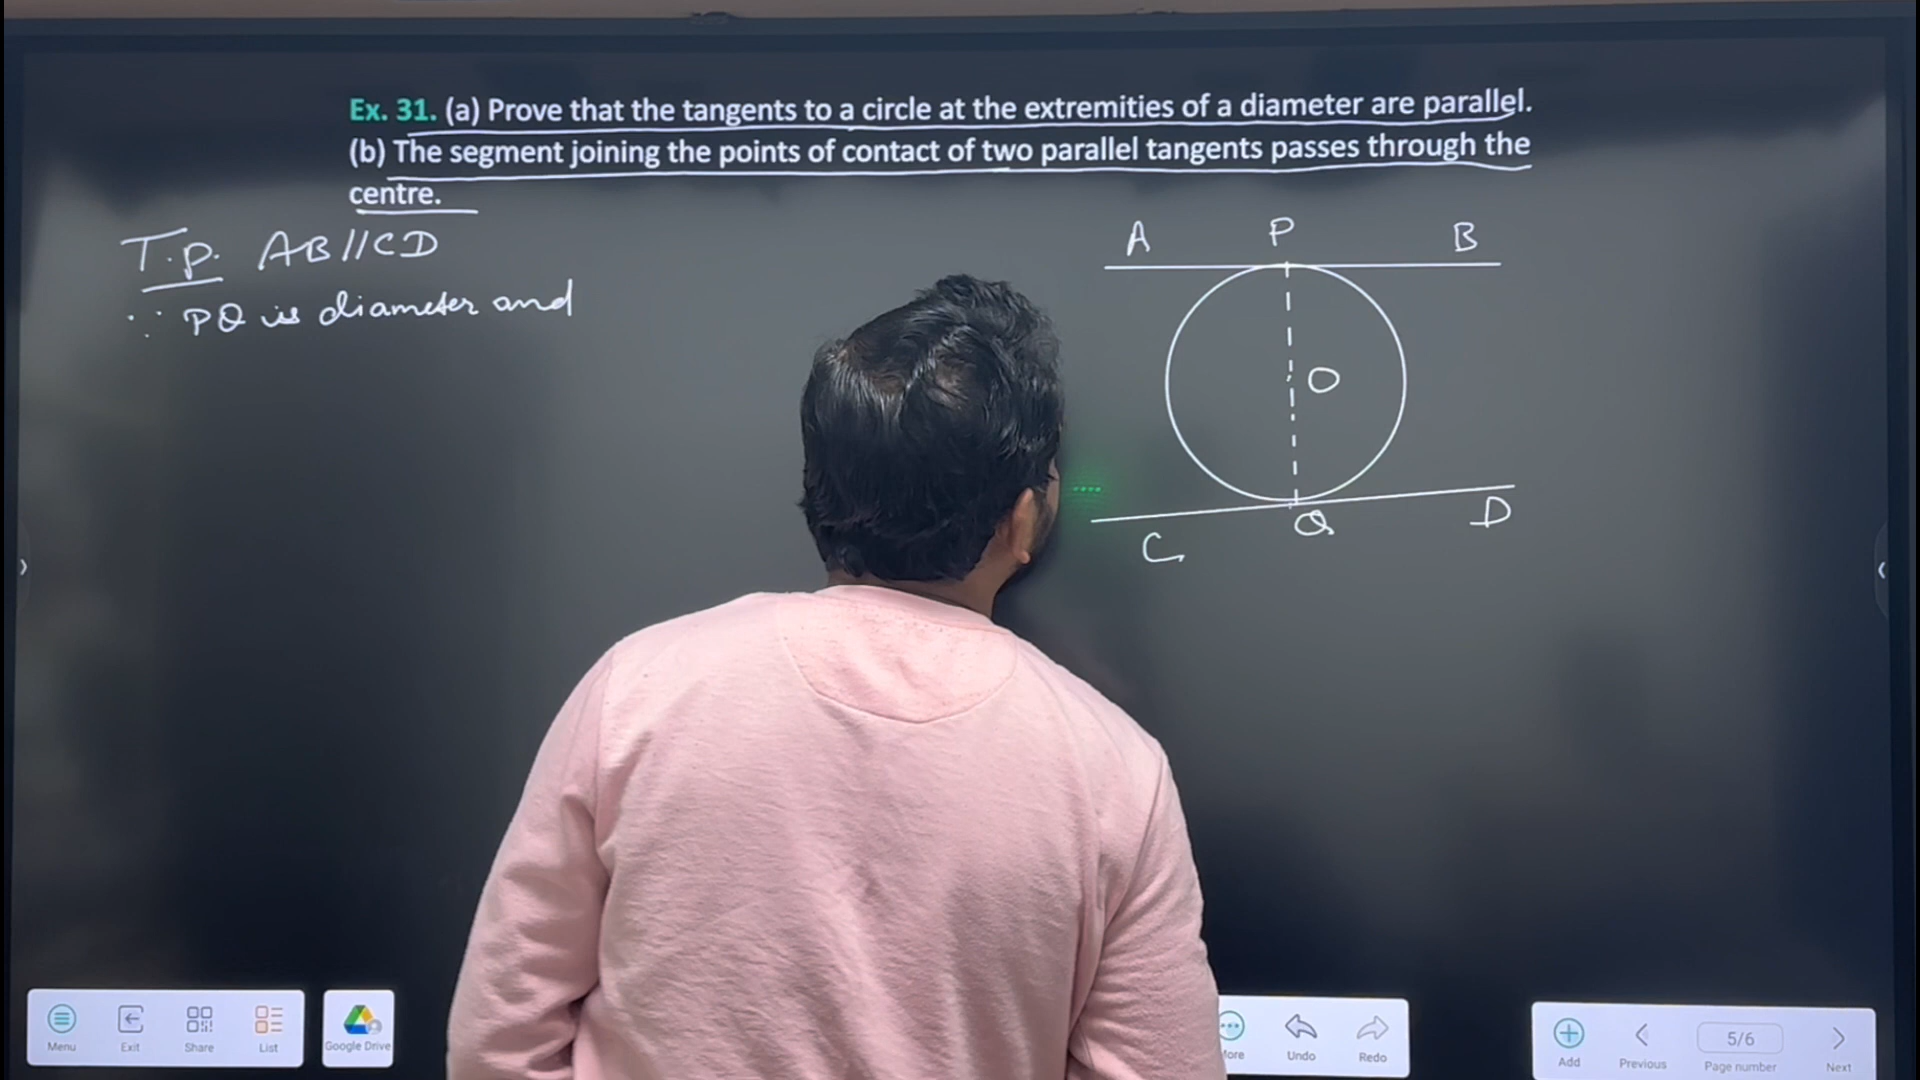 Ex. 31. (a) Prove that the tangents to a circle at the extremities of a diameter are parallel.
(b) The segment joining the points of contact of two parallel tangents passes through the
centre.
T.P. AB//CD
∵ PQ is diameter and
A P B
O
C Q D
Menu Exit Share List Google Drive
ore Undo Redo
Add Previous 5/6 Page number Next